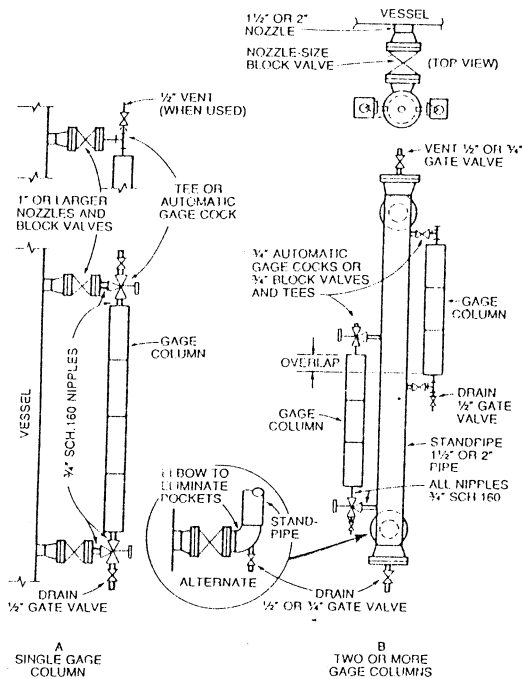 VESSEL
1½" OR 2"
NOZZLE
NOZZLE-SIZE
BLOCK VALVE
(TOP VIEW)
½" VENT
(WHEN USED)
TEE OR
AUTOMATIC
GAGE COCK
1" OR LARGER
NOZZLES AND
BLOCK VALVES
GAGE
COLUMN
VESSEL
¾" SCH.160 NIPPLES
DRAIN
½" GATE VALVE
A
SINGLE GAGE
COLUMN
VENT ½" OR ¾"
GATE VALVE
¾" AUTOMATIC
GAGE COCKS OR
¾" BLOCK VALVES
AND TEES
GAGE
COLUMN
OVERLAP
GAGE
COLUMN
DRAIN
½" GATE
VALVE
STANDPIPE
1½" OR 2"
PIPE
ALL NIPPLES
¾" SCH 160
ELBOW TO
ELIMINATE
POCKETS
STAND-
PIPE
ALTERNATE
DRAIN
½" OR ¾" GATE VALVE
B
TWO OR MORE
GAGE COLUMNS